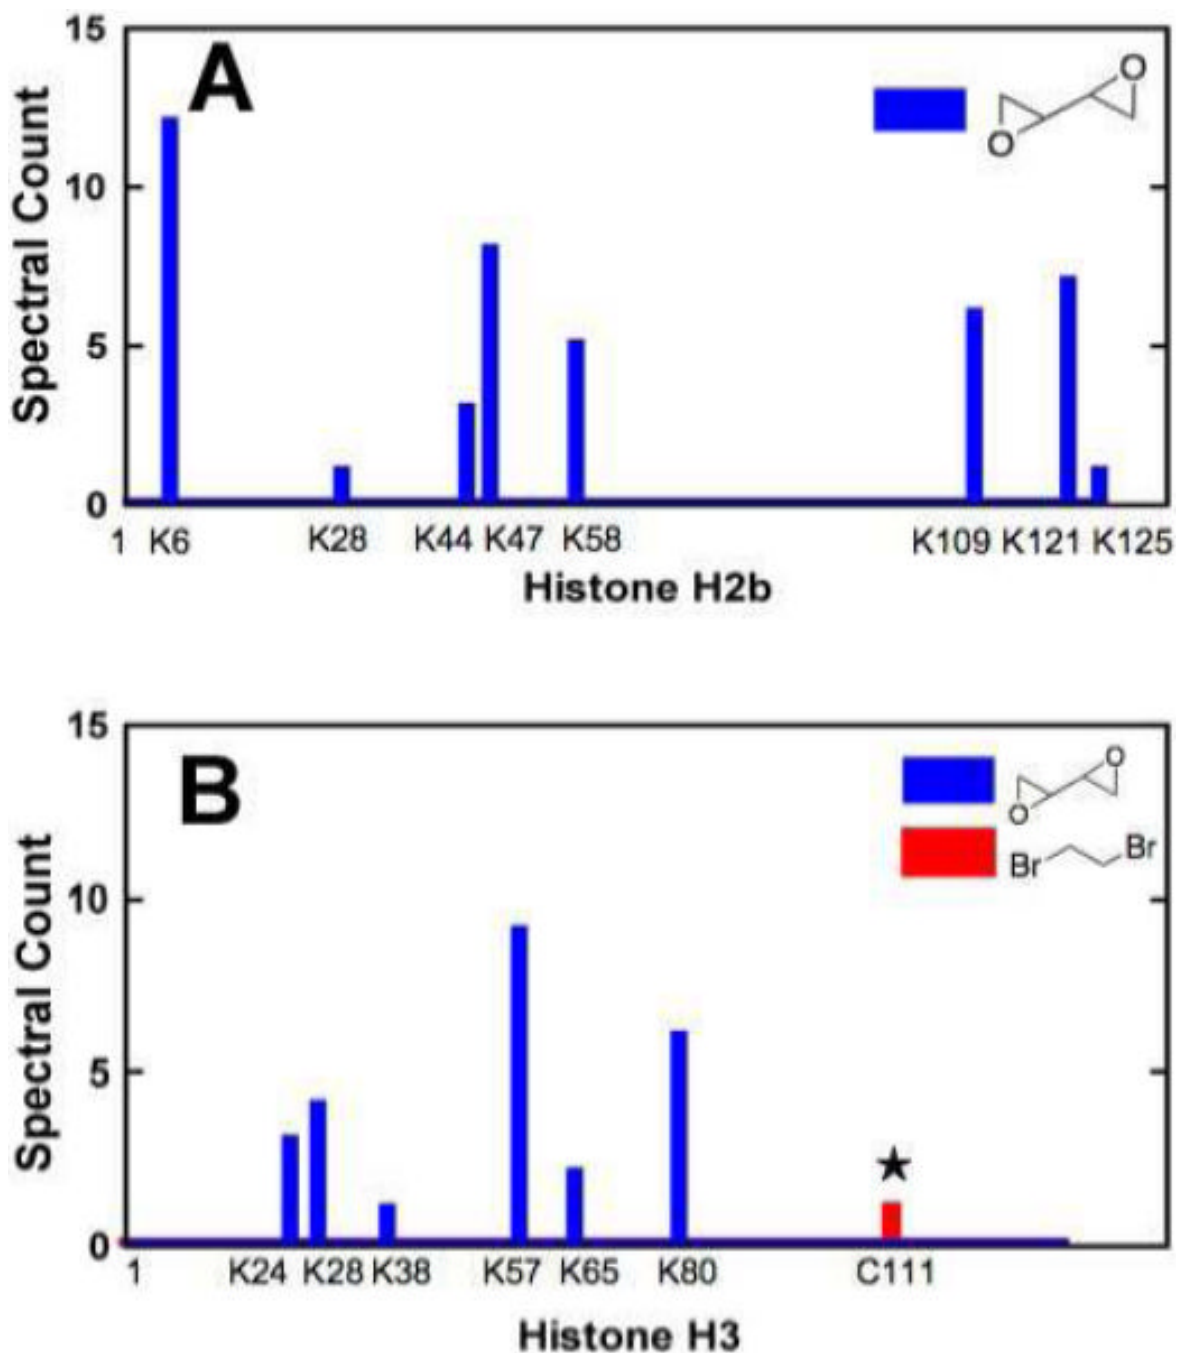 A
15
10
5
0
Spectral Count
O
O
1 K6 K28 K44 K47 K58 K109 K121 K125
Histone H2b
B
15
10
5
0
Spectral Count
O
O
Br Br
★
1 K24 K28 K38 K57 K65 K80 C111
Histone H3